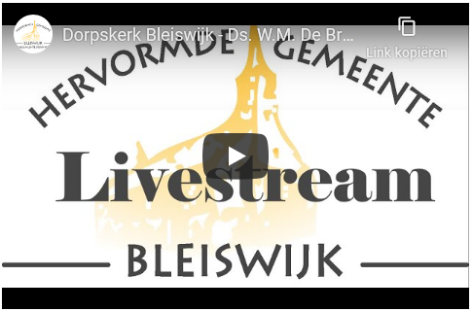 Dorpskerk Bleiswijk - Ds. W.M. De Br...
Link kopiëren
HERVORMDE GEMEENTE
Livestream
BLEISWIJK